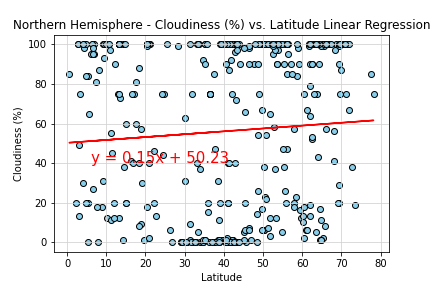 Northern Hemisphere - Cloudiness (%) vs. Latitude Linear Regression
100
80
60
40
20
0
Cloudiness (%)
y = 0.15x + 50.23
0 10 20 30 40 50 60 70 80
Latitude